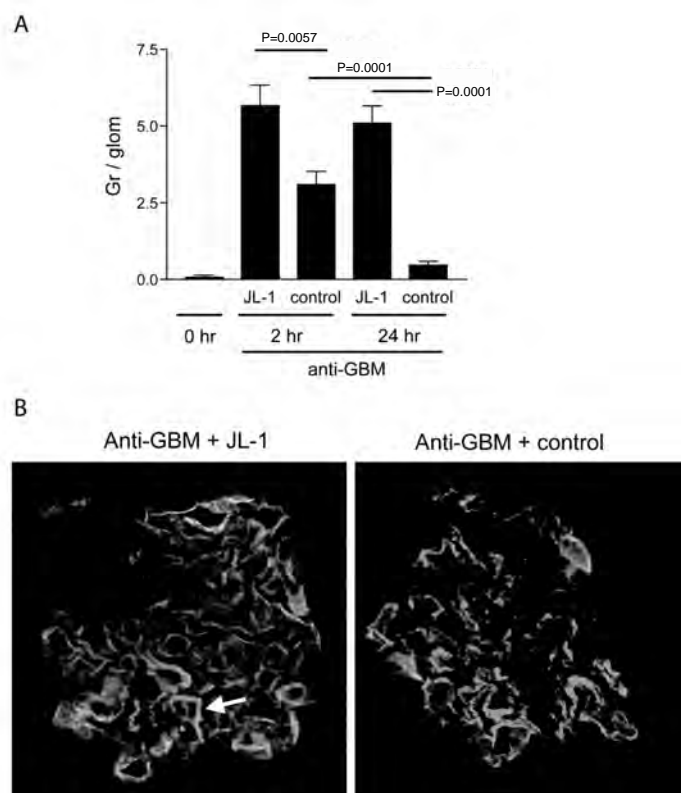 A
P=0.0057
P=0.0001
P=0.0001
7.5
5.0
2.5
0.0
Gr / glom
JL-1 control JL-1 control
0 hr 2 hr 24 hr
anti-GBM
B
Anti-GBM + JL-1 Anti-GBM + control